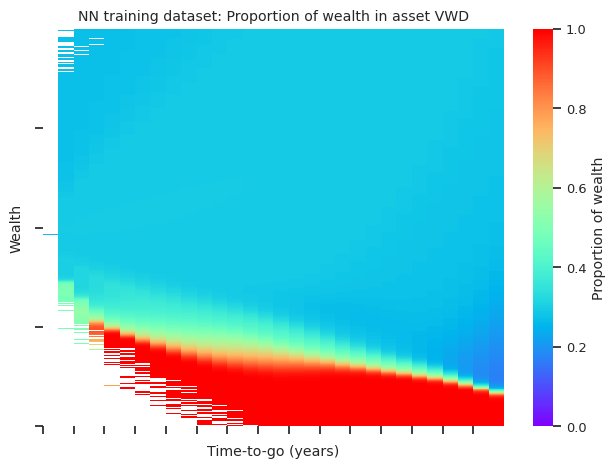 NN training dataset: Proportion of wealth in asset VWD
Wealth
Time-to-go (years)
1.0
0.8
0.6
0.4
0.2
0.0
Proportion of wealth